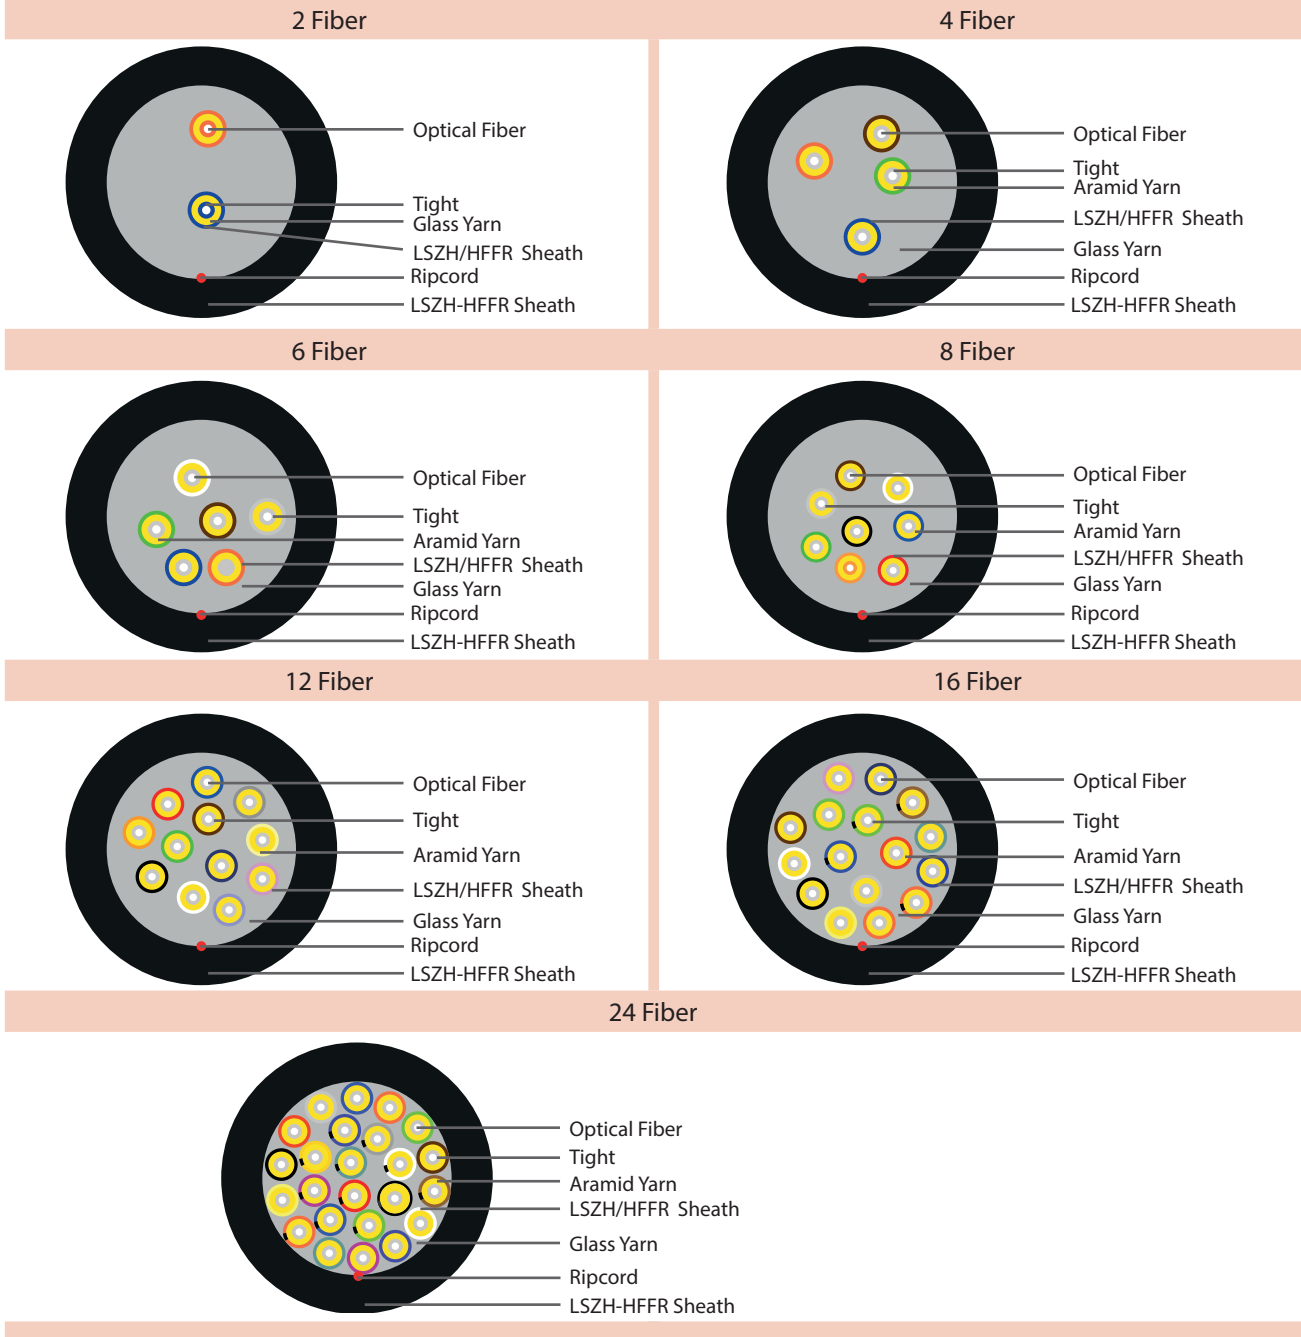 2 Fiber
Optical Fiber
Tight
Glass Yarn
LSZH/HFFR Sheath
Ripcord
LSZH-HFFR Sheath
4 Fiber
Optical Fiber
Tight
Aramid Yarn
LSZH/HFFR Sheath
Glass Yarn
Ripcord
LSZH-HFFR Sheath
6 Fiber
Optical Fiber
Tight
Aramid Yarn
LSZH/HFFR Sheath
Glass Yarn
Ripcord
LSZH-HFFR Sheath
8 Fiber
Optical Fiber
Tight
Aramid Yarn
LSZH/HFFR Sheath
Glass Yarn
Ripcord
LSZH-HFFR Sheath
12 Fiber
Optical Fiber
Tight
Aramid Yarn
LSZH/HFFR Sheath
Glass Yarn
Ripcord
LSZH-HFFR Sheath
16 Fiber
Optical Fiber
Tight
Aramid Yarn
LSZH/HFFR Sheath
Glass Yarn
Ripcord
LSZH-HFFR Sheath
24 Fiber
Optical Fiber
Tight
Aramid Yarn
LSZH/HFFR Sheath
Glass Yarn
Ripcord
LSZH-HFFR Sheath